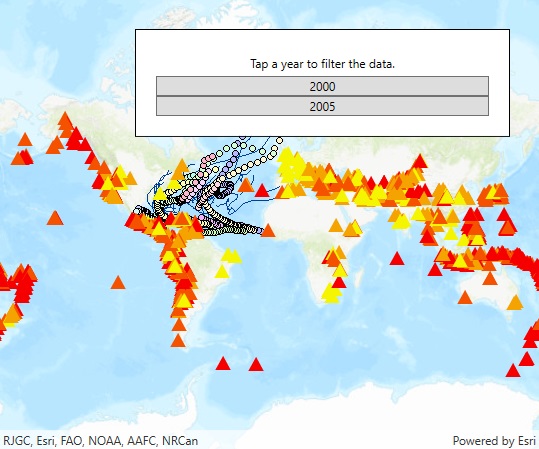 Tap a year to filter the data.
2000
2005
RJGC, Esri, FAO, NOAA, AAFC, NRCan
Powered by Esri